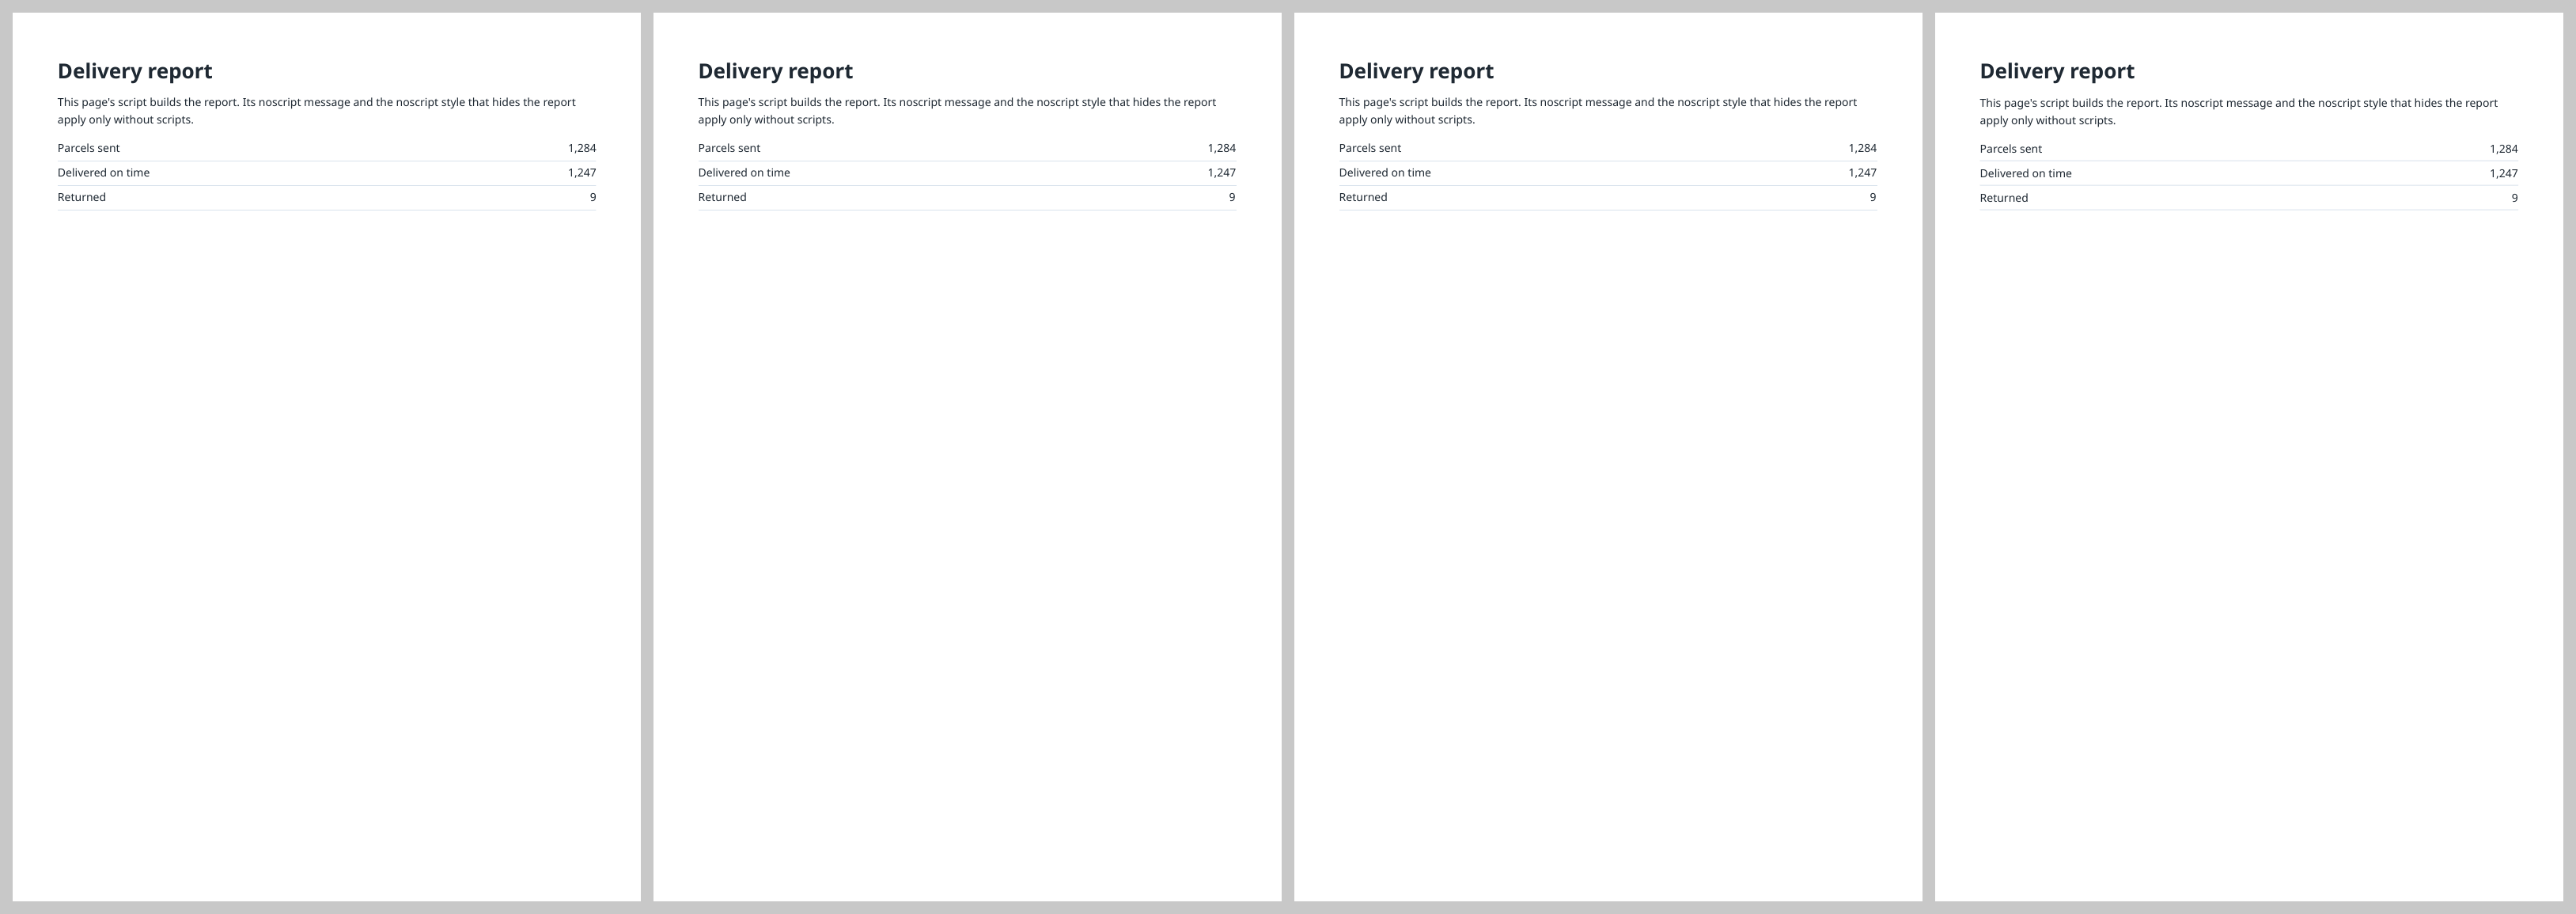 Delivery report
This page's script builds the report. Its noscript message and the noscript style that hides the report
apply only without scripts.
Parcels sent 1,284
Delivered on time 1,247
Returned 9
Delivery report
This page's script builds the report. Its noscript message and the noscript style that hides the report
apply only without scripts.
Parcels sent 1,284
Delivered on time 1,247
Returned 9
Delivery report
This page's script builds the report. Its noscript message and the noscript style that hides the report
apply only without scripts.
Parcels sent 1,284
Delivered on time 1,247
Returned 9
Delivery report
This page's script builds the report. Its noscript message and the noscript style that hides the report
apply only without scripts.
Parcels sent 1,284
Delivered on time 1,247
Returned 9